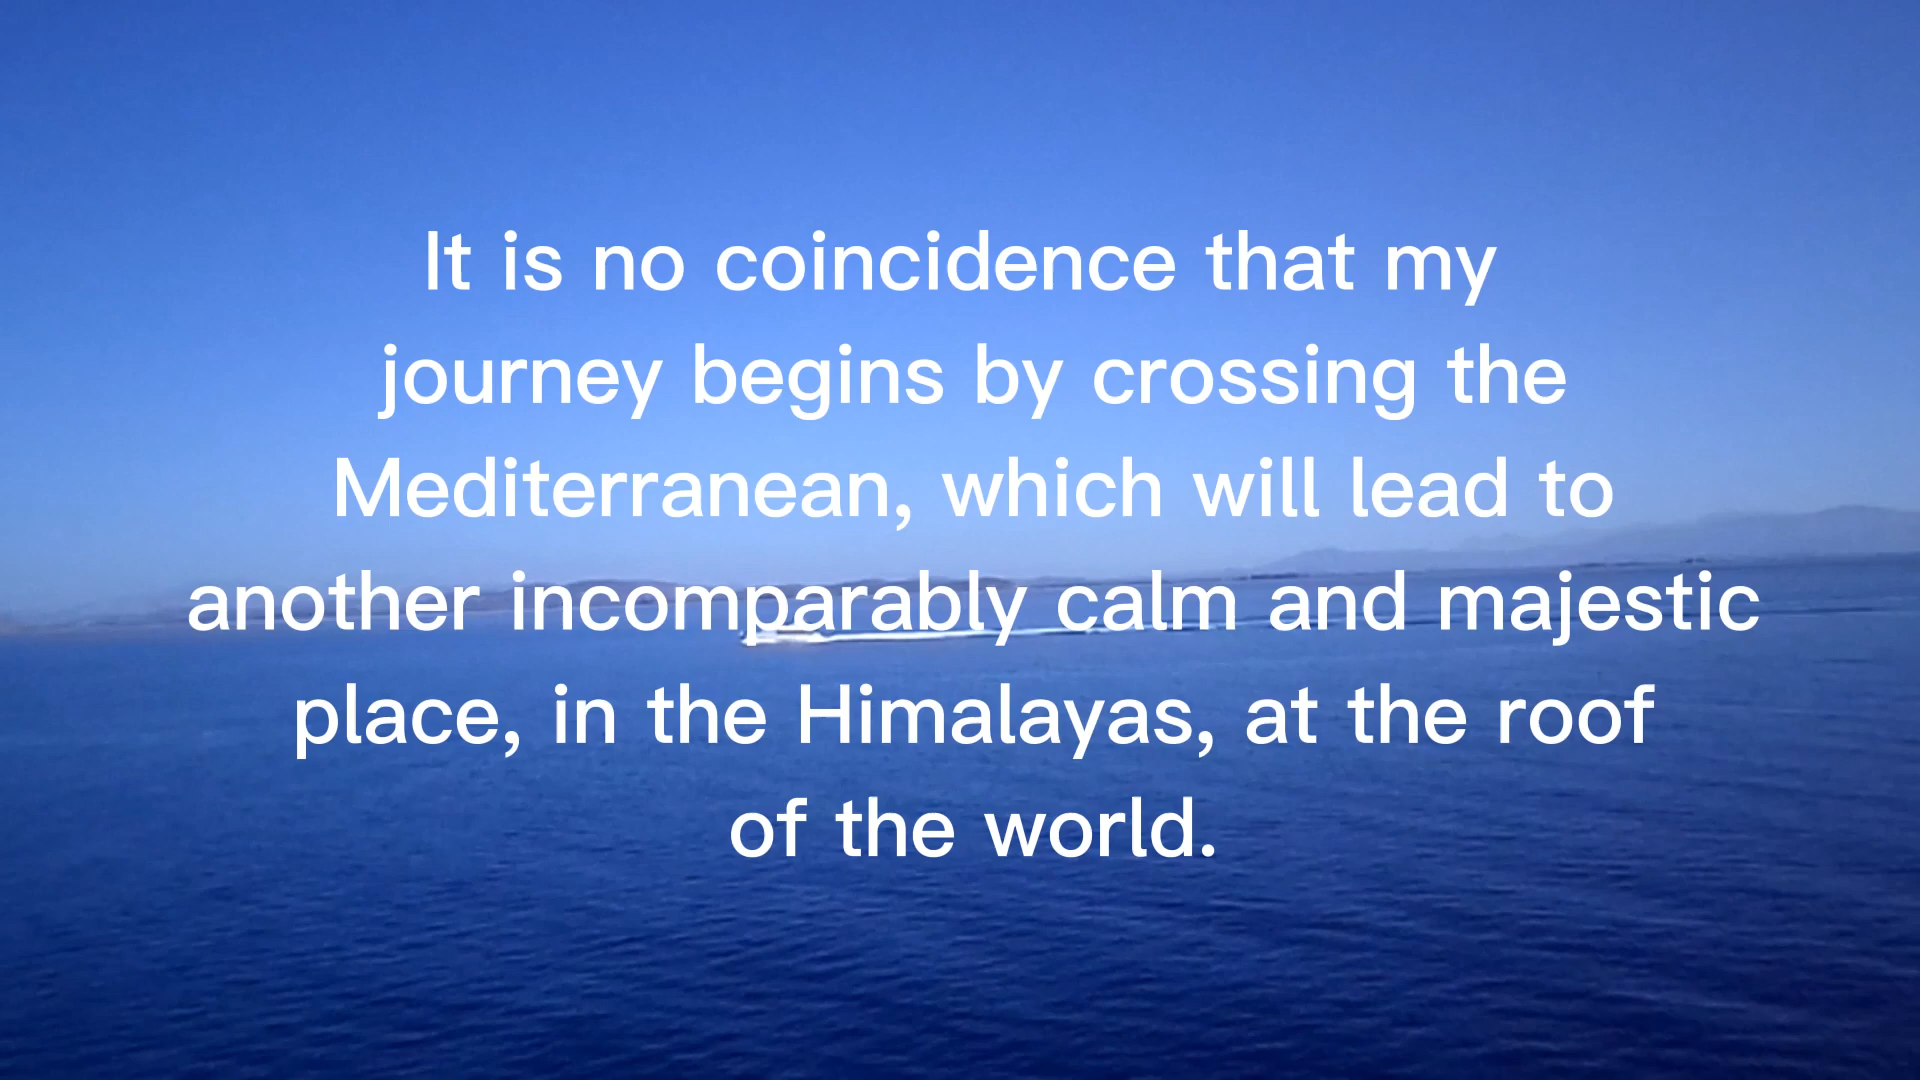 It is no coincidence that my
journey begins by crossing the
Mediterranean, which will lead to
another incomparably calm and majestic
place, in the Himalayas, at the roof
of the world.